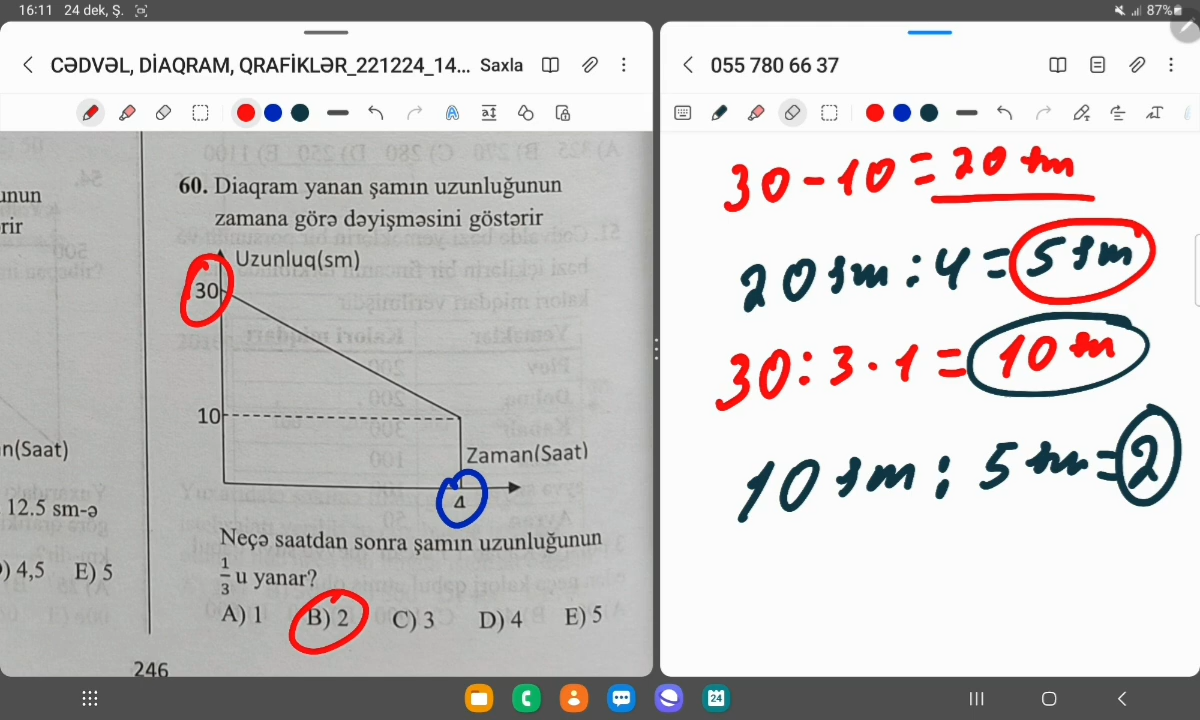 16:11 24 dek, Ş. 87%
CƏDVƏL, DİAQRAM, QRAFİKLƏR_221224_14... Saxla
055 780 66 37
unun
rir
n(Saat)
12.5 sm-ə
) 4,5 E) 5
60. Diaqram yanan şamın uzunluğunun
zamana görə dəyişməsini göstərir
Uzunluq(sm)
30
10
Zaman(Saat)
4
Neçə saatdan sonra şamın uzunluğunun
1/3 u yanar?
A) 1 B) 2 C) 3 D) 4 E) 5
246
30-10=20 sm
20 sm : 4 = 5 sm
30 : 3 · 1 = 10 sm
10 sm : 5 sm = 2
24